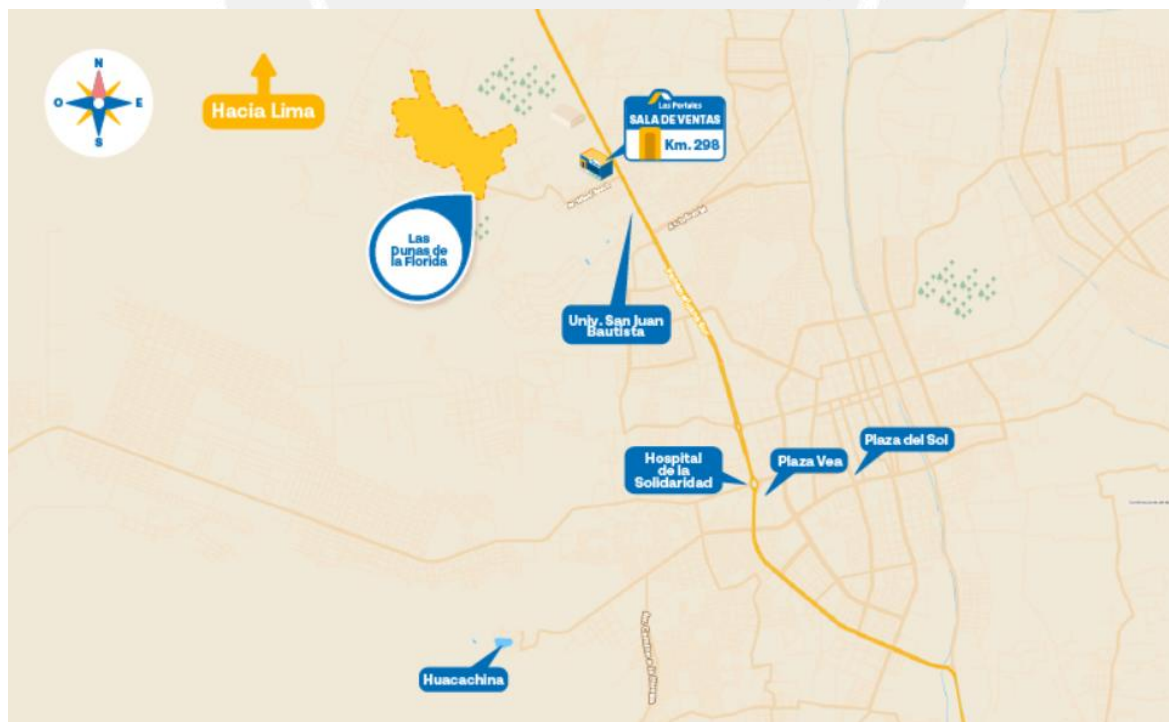 N
O
E
S
Hacia Lima
Los Portales
SALA DE VENTAS
Km. 298
Las
Dunas de
la Florida
Univ. San Juan
Bautista
Hospital
de la
Solidaridad
Plaza Vea
Plaza del Sol
Huacachina